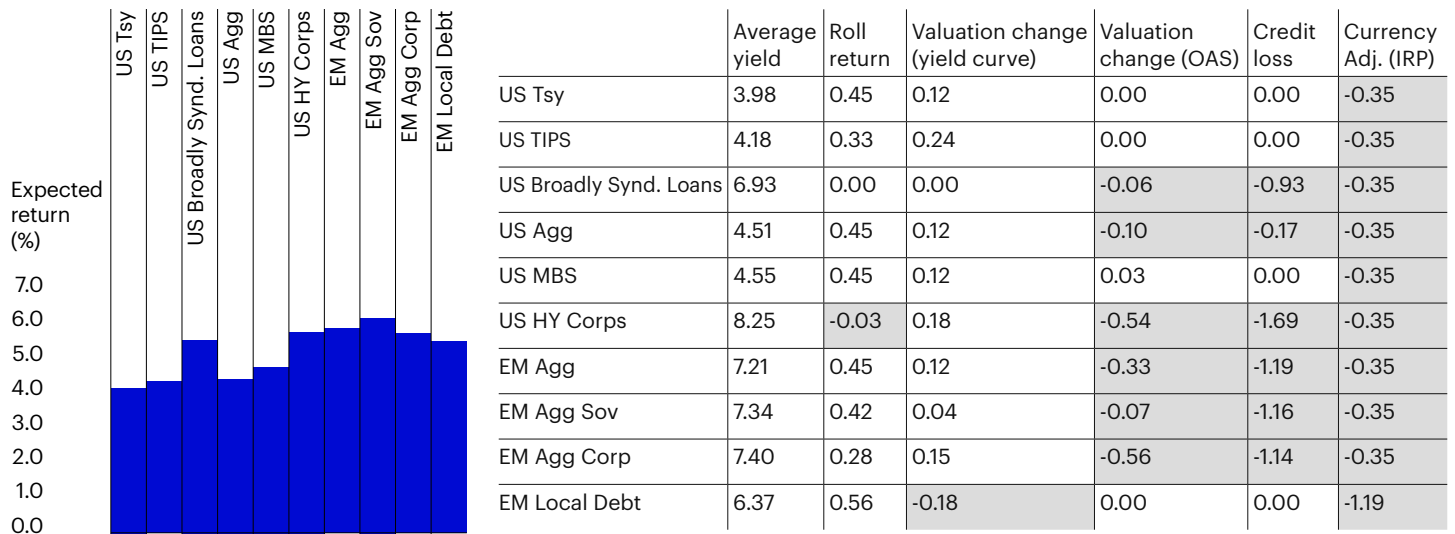 US Tsy
US TIPS
US Broadly Synd. Loans
US Agg
US MBS
US HY Corps
EM Agg
EM Agg Sov
EM Agg Corp
EM Local Debt
Expected
return
(%)
7.0
6.0
5.0
4.0
3.0
2.0
1.0
0.0
Average yield Roll return Valuation change (yield curve) Valuation change (OAS) Credit loss Currency Adj. (IRP)
US Tsy 3.98 0.45 0.12 0.00 0.00 -0.35
US TIPS 4.18 0.33 0.24 0.00 0.00 -0.35
US Broadly Synd. Loans 6.93 0.00 0.00 -0.06 -0.93 -0.35
US Agg 4.51 0.45 0.12 -0.10 -0.17 -0.35
US MBS 4.55 0.45 0.12 0.03 0.00 -0.35
US HY Corps 8.25 -0.03 0.18 -0.54 -1.69 -0.35
EM Agg 7.21 0.45 0.12 -0.33 -1.19 -0.35
EM Agg Sov 7.34 0.42 0.04 -0.07 -1.16 -0.35
EM Agg Corp 7.40 0.28 0.15 -0.56 -1.14 -0.35
EM Local Debt 6.37 0.56 -0.18 0.00 0.00 -1.19